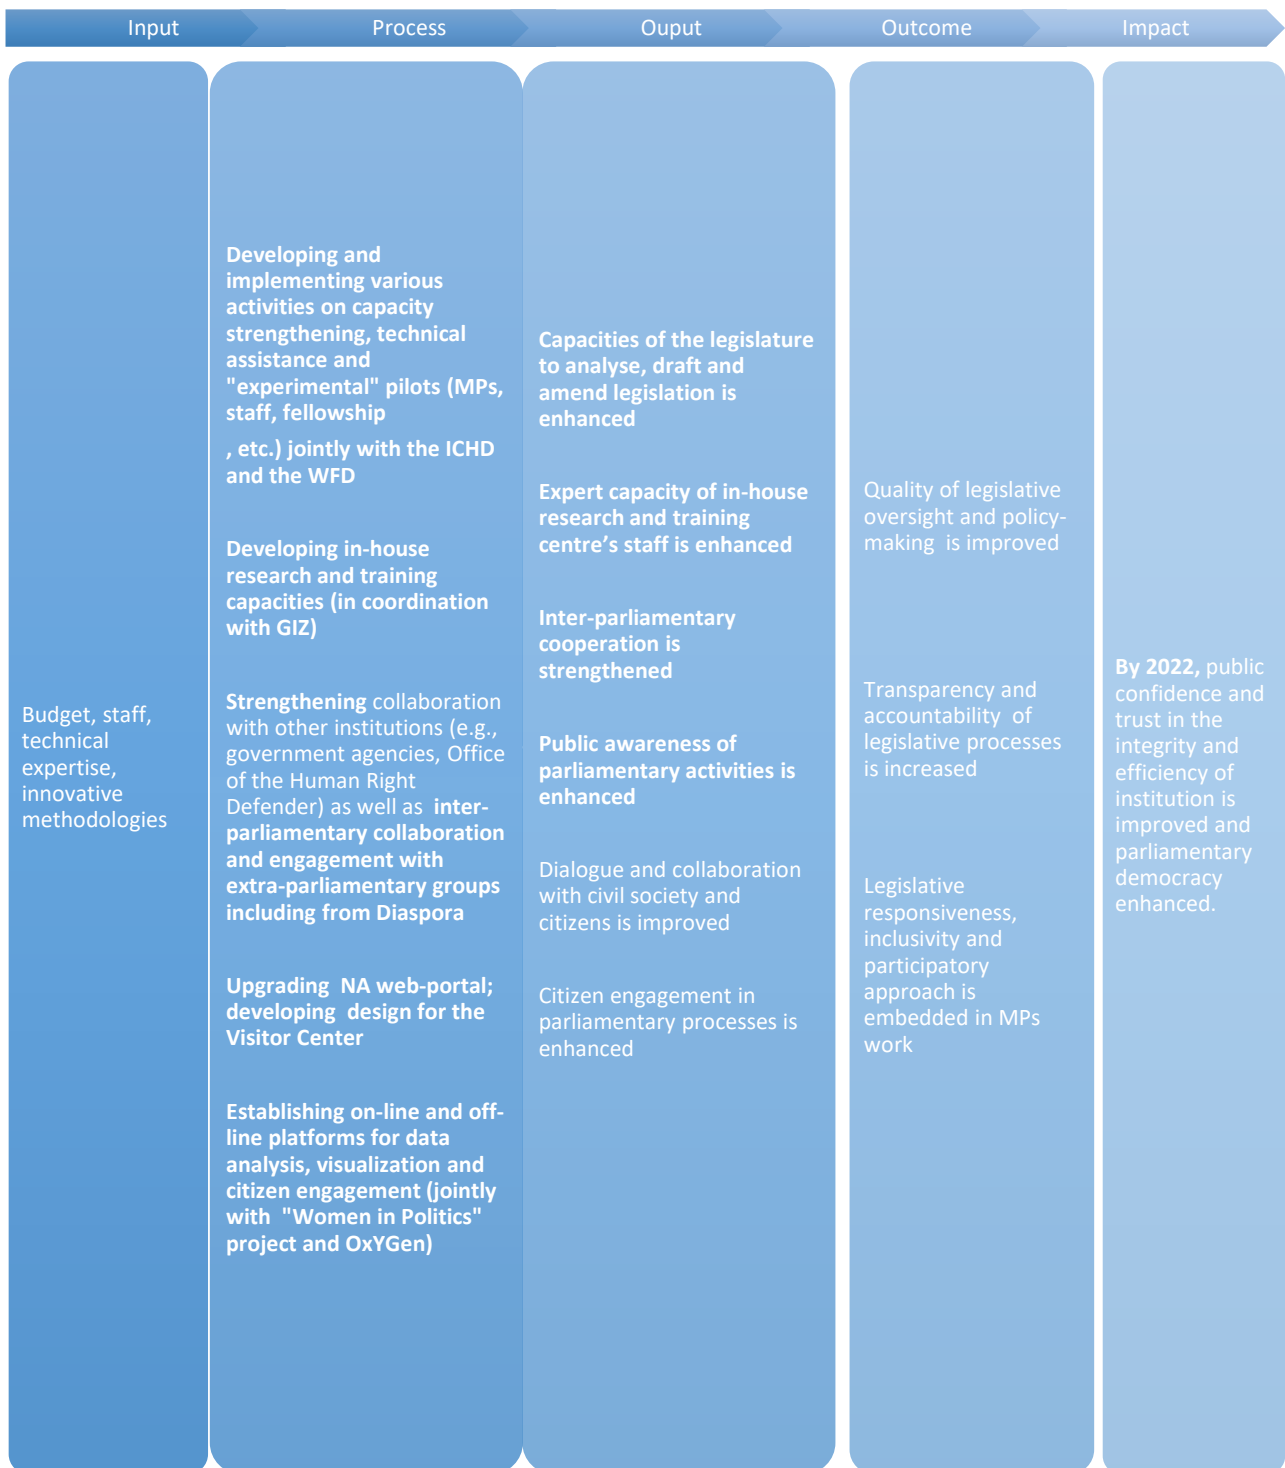 Input
Process
Ouput
Outcome
Impact
Budget, staff,
technical
expertise,
innovative
methodologies
Developing and
implementing various
activities on capacity
strengthening, technical
assistance and
"experimental" pilots (MPs,
staff, fellowship
, etc.) jointly with the ICHD
and the WFD
Developing in-house
research and training
capacities (in coordination
with GIZ)
Strengthening collaboration
with other institutions (e.g.,
government agencies, Office
of the Human Right
Defender) as well as inter-
parliamentary collaboration
and engagement with
extra-parliamentary groups
including from Diaspora
Upgrading NA web-portal;
developing design for the
Visitor Center
Establishing on-line and off-
line platforms for data
analysis, visualization and
citizen engagement (jointly
with "Women in Politics"
project and OxYGen)
Capacities of the legislature
to analyse, draft and
amend legislation is
enhanced
Expert capacity of in-house
research and training
centre’s staff is enhanced
Inter-parliamentary
cooperation is
strengthened
Public awareness of
parliamentary activities is
enhanced
Dialogue and collaboration
with civil society and
citizens is improved
Citizen engagement in
parliamentary processes is
enhanced
Quality of legislative
oversight and policy-
making is improved
Transparency and
accountability of
legislative processes
is increased
Legislative
responsiveness,
inclusivity and
participatory
approach is
embedded in MPs
work
By 2022, public
confidence and
trust in the
integrity and
efficiency of
institution is
improved and
parliamentary
democracy
enhanced.